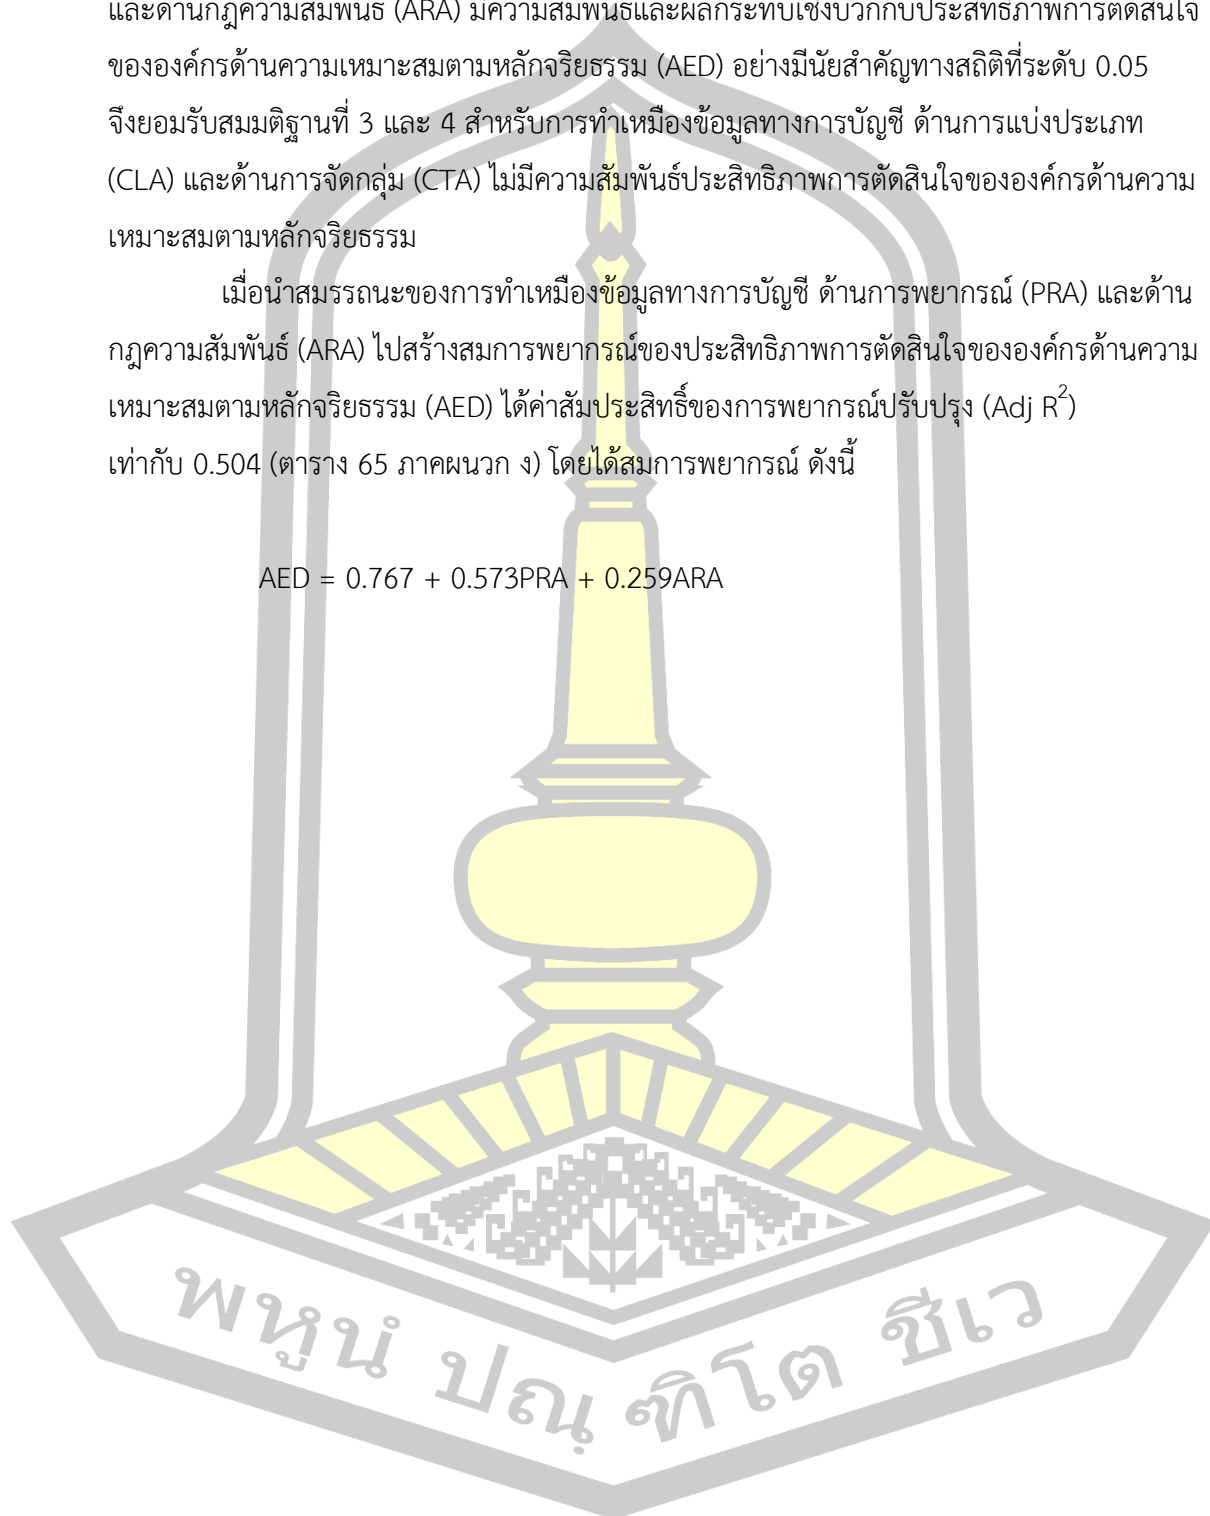 และด้านกฎความสัมพันธ์ (ARA) มีความสัมพันธ์และผลกระทบเชิงบวกกับประสิทธิภาพการตัดสินใจ
ขององค์กรด้านความเหมาะสมตามหลักจริยธรรม (AED) อย่างมีนัยสำคัญทางสถิติที่ระดับ 0.05
จึงยอมรับสมมติฐานที่ 3 และ 4 สำหรับการทำเหมืองข้อมูลทางการบัญชี ด้านการแบ่งประเภท
(CLA) และด้านการจัดกลุ่ม (CTA) ไม่มีความสัมพันธ์ประสิทธิภาพการตัดสินใจขององค์กรด้านความ
เหมาะสมตามหลักจริยธรรม
เมื่อนำสมรรถนะของการทำเหมืองข้อมูลทางการบัญชี ด้านการพยากรณ์ (PRA) และด้าน
กฎความสัมพันธ์ (ARA) ไปสร้างสมการพยากรณ์ของประสิทธิภาพการตัดสินใจขององค์กรด้านความ
เหมาะสมตามหลักจริยธรรม (AED) ได้ค่าสัมประสิทธิ์ของการพยากรณ์ปรับปรุง (Adj R²)
เท่ากับ 0.504 (ตาราง 65 ภาคผนวก ง) โดยได้สมการพยากรณ์ ดังนี้
AED = 0.767 + 0.573PRA + 0.259ARA
พหูนํ ปณฺฑิโต ชีเว